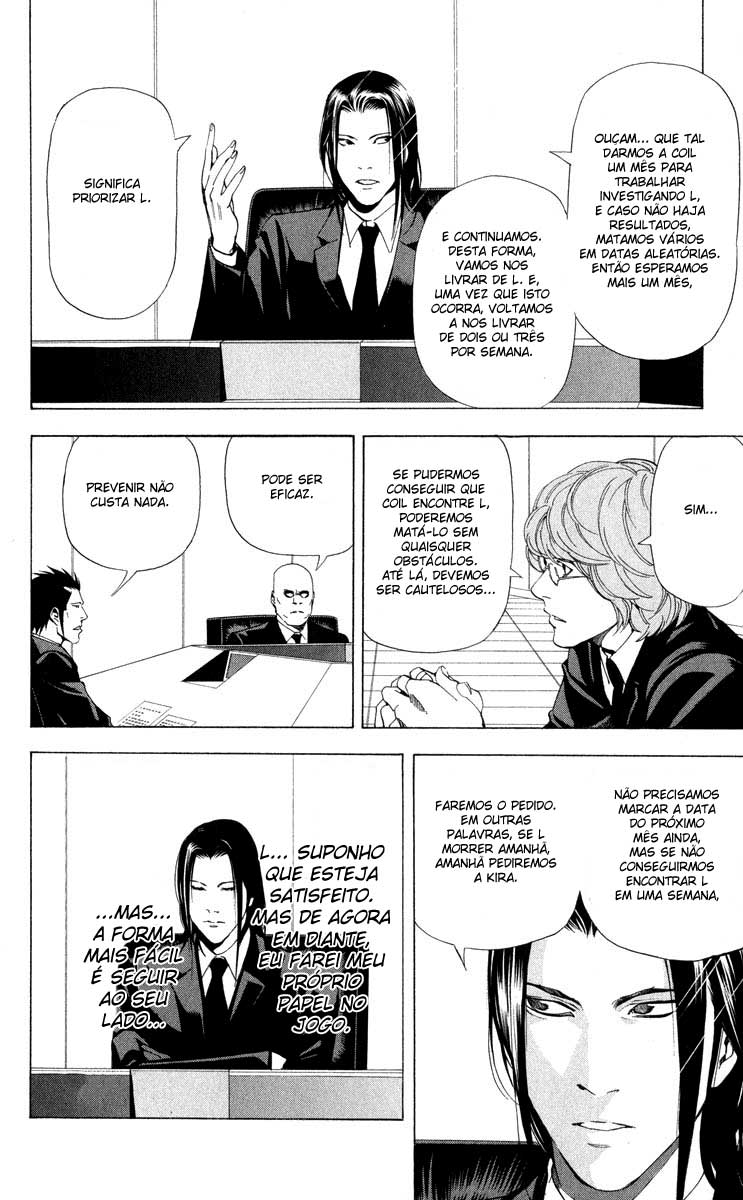 OUÇAM... QUE TAL
DARMOS A COIL
UM MÊS PARA
TRABALHAR
INVESTIGANDO L,
E CASO NÃO HAJA
RESULTADOS,
MATAMOS VÁRIOS
EM DATAS ALEATÓRIAS.
ENTÃO ESPERAMOS
MAIS UM MÊS,
E CONTINUAMOS.
DESTA FORMA,
VAMOS NOS
LIVRAR DE L. E,
UMA VEZ QUE ISTO
OCORRA, VOLTAMOS
A NOS LIVRAR
DE DOIS OU TRÊS
POR SEMANA.
SIGNIFICA
PRIORIZAR L.
SIM...
SE PUDERMOS
CONSEGUIR QUE
COIL ENCONTRE L,
PODEREMOS
MATÁ-LO SEM
QUAISQUER
OBSTÁCULOS.
ATÉ LÁ, DEVEMOS
SER CAUTELOSOS...
PODE SER
EFICAZ.
PREVENIR NÃO
CUSTA NADA.
NÃO PRECISAMOS
MARCAR A DATA
DO PRÓXIMO
MÊS AINDA,
MAS SE NÃO
CONSEGUIRMOS
ENCONTRAR L
EM UMA SEMANA,
FAREMOS O PEDIDO.
EM OUTRAS
PALAVRAS, SE L
MORRER AMANHÃ,
AMANHÃ PEDIREMOS
A KIRA.
L... SUPONHO
QUE ESTEJA
SATISFEITO.
MAS DE AGORA
EM DIANTE,
EU FAREI MEU
PRÓPRIO
PAPEL NO
JOGO.
...MAS...
A FORMA
MAIS FÁCIL
É SEGUIR
AO SEU
LADO...